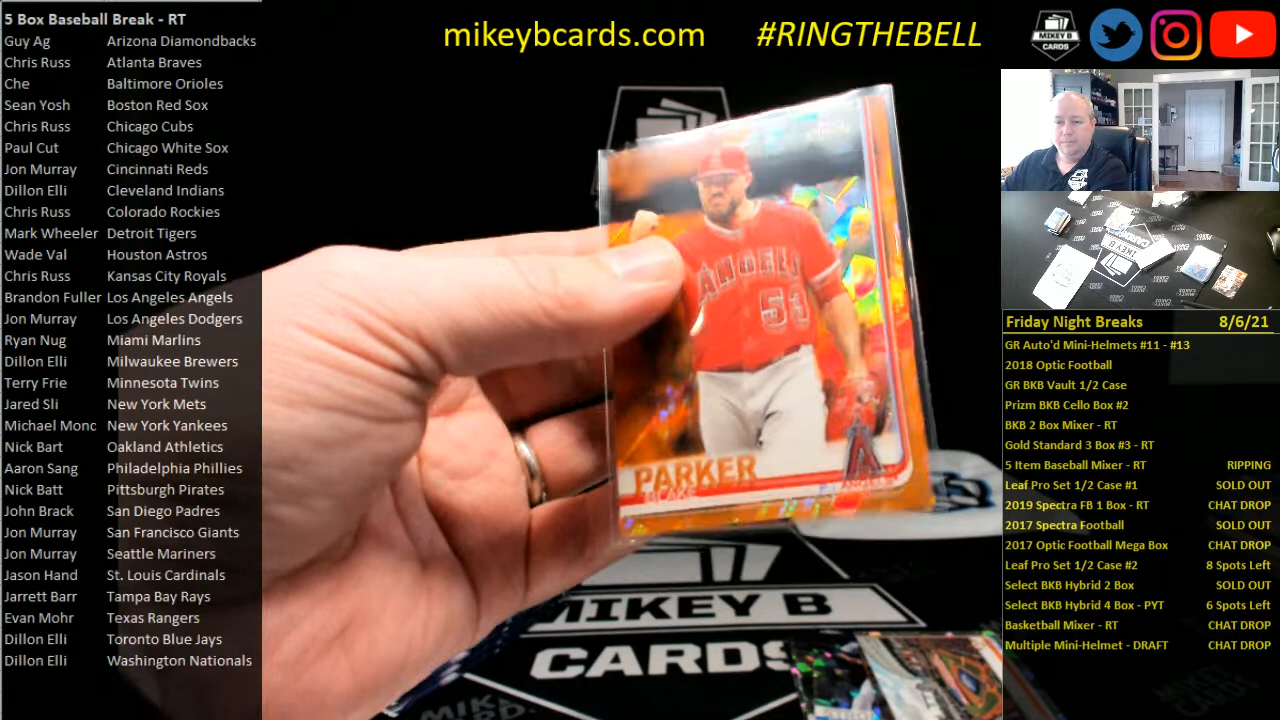 5 Box Baseball Break - RT
Guy Ag Arizona Diamondbacks
Chris Russ Atlanta Braves
Che Baltimore Orioles
Sean Yosh Boston Red Sox
Chris Russ Chicago Cubs
Paul Cut Chicago White Sox
Jon Murray Cincinnati Reds
Dillon Elli Cleveland Indians
Chris Russ Colorado Rockies
Mark Wheeler Detroit Tigers
Wade Val Houston Astros
Chris Russ Kansas City Royals
Brandon Fuller Los Angeles Angels
Jon Murray Los Angeles Dodgers
Ryan Nug Miami Marlins
Dillon Elli Milwaukee Brewers
Terry Frie Minnesota Twins
Jared Sli New York Mets
Michael Monc New York Yankees
Nick Bart Oakland Athletics
Aaron Sang Philadelphia Phillies
Nick Batt Pittsburgh Pirates
John Brack San Diego Padres
Jon Murray San Francisco Giants
Jon Murray Seattle Mariners
Jason Hand St. Louis Cardinals
Jarrett Barr Tampa Bay Rays
Evan Mohr Texas Rangers
Dillon Elli Toronto Blue Jays
Dillon Elli Washington Nationals
mikeybcards.com #RINGTHEBELL
MIKEY B
CARDS
ANGELS
53
PARKER
BLAKE
ANGELS
MIKEY B
CARDS
MIKEY B
Friday Night Breaks 8/6/21
GR Auto'd Mini-Helmets #11 - #13
2018 Optic Football
GR BKB Vault 1/2 Case
Prizm BKB Cello Box #2
BKB 2 Box Mixer - RT
Gold Standard 3 Box #3 - RT
5 Item Baseball Mixer - RT RIPPING
Leaf Pro Set 1/2 Case #1 SOLD OUT
2019 Spectra FB 1 Box - RT CHAT DROP
2017 Spectra Football SOLD OUT
2017 Optic Football Mega Box CHAT DROP
Leaf Pro Set 1/2 Case #2 8 Spots Left
Select BKB Hybrid 2 Box SOLD OUT
Select BKB Hybrid 4 Box - PYT 6 Spots Left
Basketball Mixer - RT CHAT DROP
Multiple Mini-Helmet - DRAFT CHAT DROP